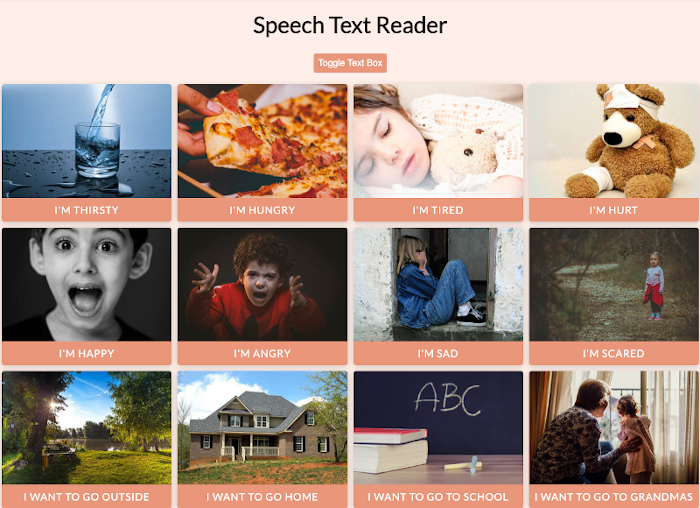 Speech Text Reader
Toggle Text Box
I'M THIRSTY
I'M HUNGRY
I'M TIRED
I'M HURT
I'M HAPPY
I'M ANGRY
I'M SAD
I'M SCARED
ABC
I WANT TO GO OUTSIDE
I WANT TO GO HOME
I WANT TO GO TO SCHOOL
I WANT TO GO TO GRANDMAS